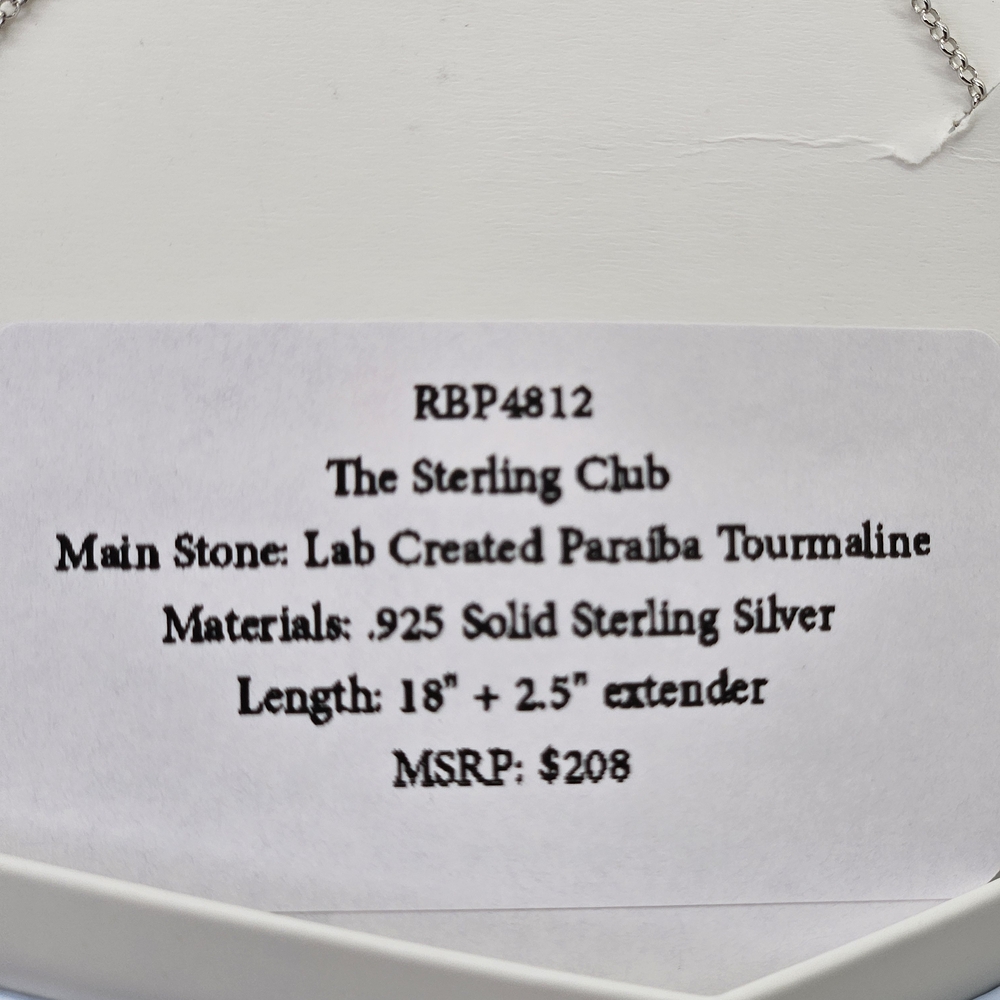 RBP4812
The Sterling Club
Main Stone: Lab Created Paraíba Tourmaline
Materials: .925 Solid Sterling Silver
Length: 18" + 2.5" extender
MSRP: $208